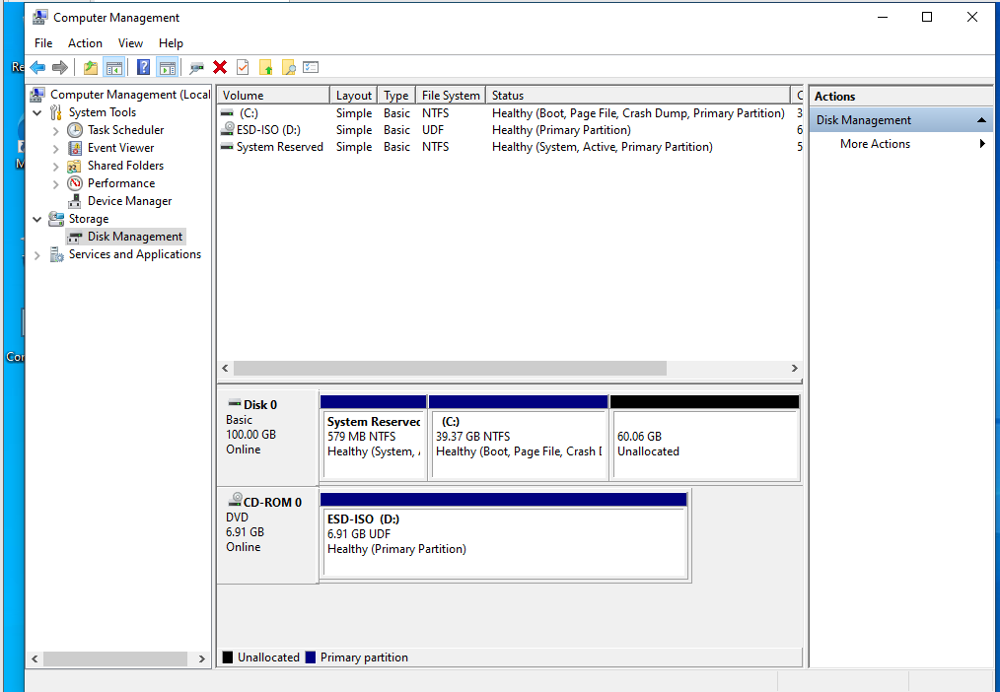 Computer Management
File Action View Help
Computer Management (Local
System Tools
Task Scheduler
Event Viewer
Shared Folders
Performance
Device Manager
Storage
Disk Management
Services and Applications
Volume Layout Type File System Status C
(C:) Simple Basic NTFS Healthy (Boot, Page File, Crash Dump, Primary Partition) 3
ESD-ISO (D:) Simple Basic UDF Healthy (Primary Partition) 6
System Reserved Simple Basic NTFS Healthy (System, Active, Primary Partition) 5
Disk 0
Basic
100.00 GB
Online
System Reserved
579 MB NTFS
Healthy (System,
(C:)
39.37 GB NTFS
Healthy (Boot, Page File, Crash
60.06 GB
Unallocated
CD-ROM 0
DVD
6.91 GB
Online
ESD-ISO (D:)
6.91 GB UDF
Healthy (Primary Partition)
Unallocated Primary partition
Actions
Disk Management
More Actions
Re
M
Con